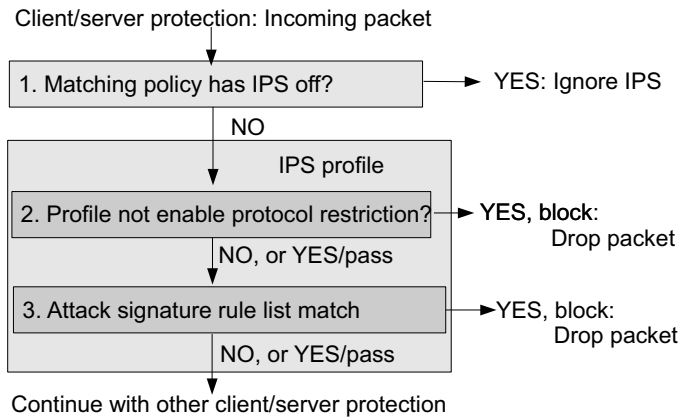 Client/server protection: Incoming packet
1. Matching policy has IPS off?
YES: Ignore IPS
NO
IPS profile
2. Profile not enable protocol restriction?
YES, block:
Drop packet
NO, or YES/pass
3. Attack signature rule list match
YES, block:
Drop packet
NO, or YES/pass
Continue with other client/server protection